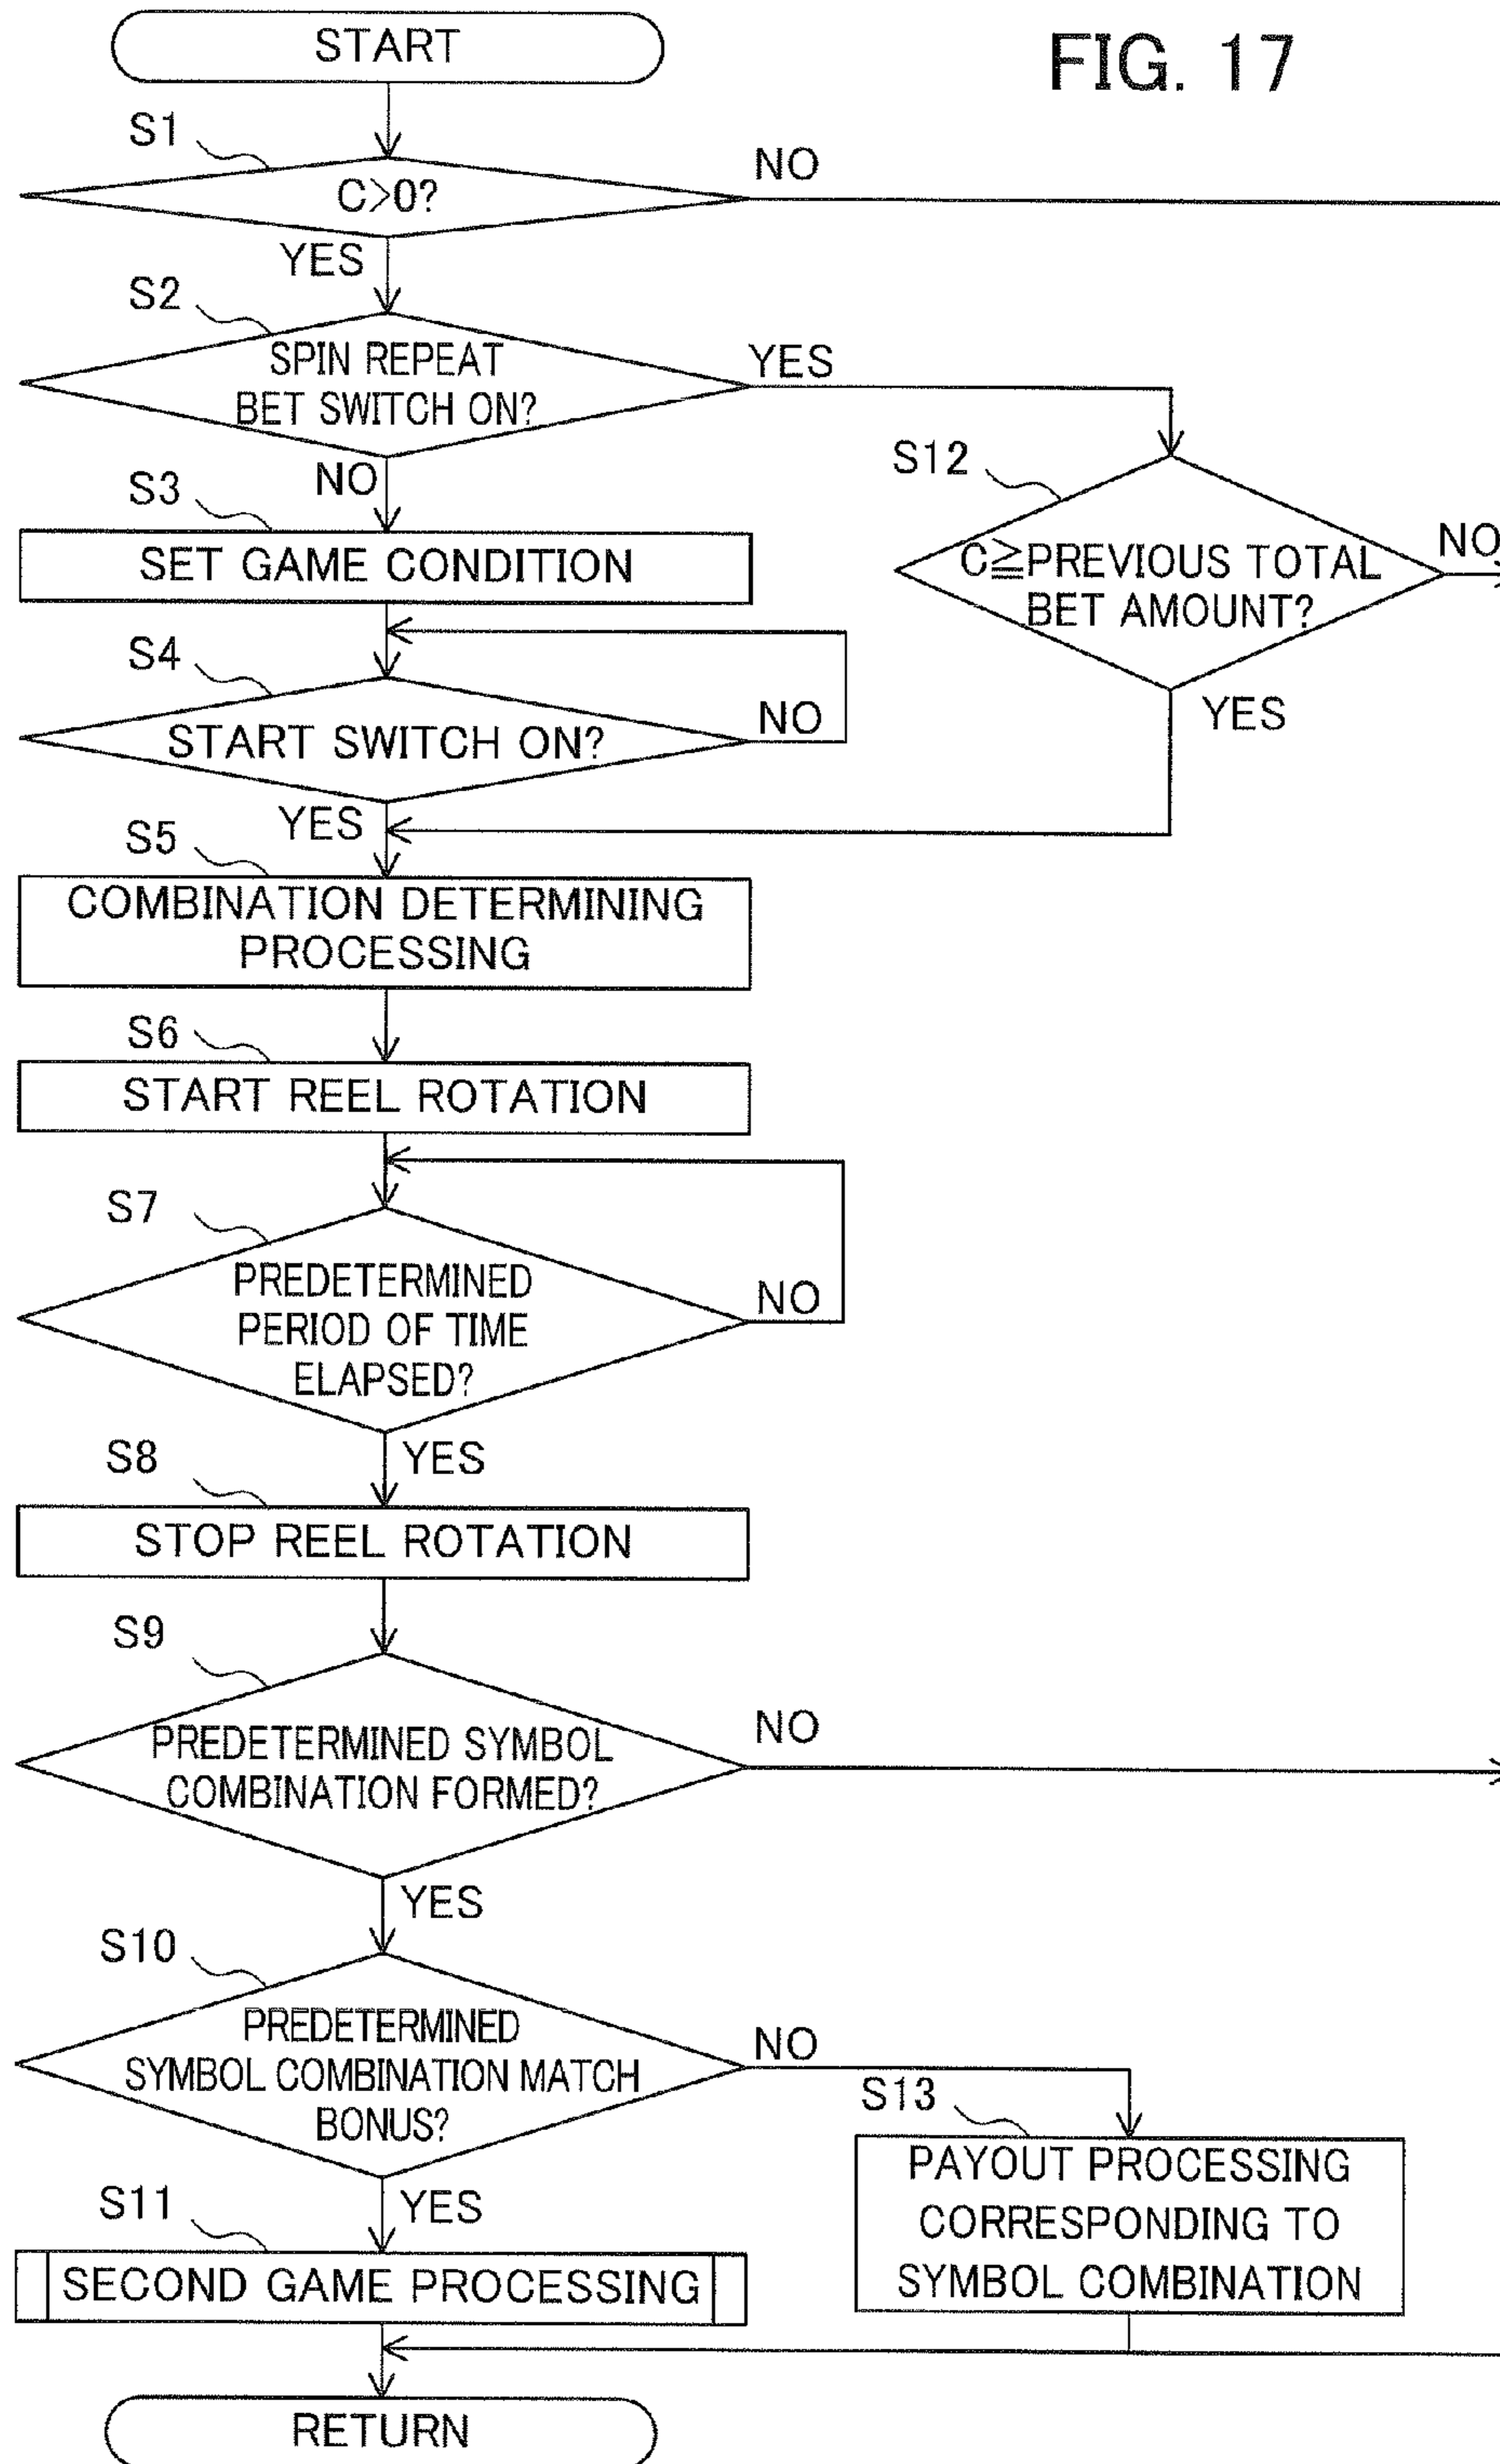 FIG. 17
START
S1
C>0?
NO
YES
S2
SPIN REPEAT
BET SWITCH ON?
YES
NO
S12
C≧PREVIOUS TOTAL
BET AMOUNT?
NO
YES
S3
SET GAME CONDITION
S4
START SWITCH ON?
NO
YES
S5
COMBINATION DETERMINING
PROCESSING
S6
START REEL ROTATION
S7
PREDETERMINED
PERIOD OF TIME
ELAPSED?
NO
YES
S8
STOP REEL ROTATION
S9
PREDETERMINED SYMBOL
COMBINATION FORMED?
NO
YES
S10
PREDETERMINED
SYMBOL COMBINATION MATCH
BONUS?
NO
YES
S13
PAYOUT PROCESSING
CORRESPONDING TO
SYMBOL COMBINATION
S11
SECOND GAME PROCESSING
RETURN